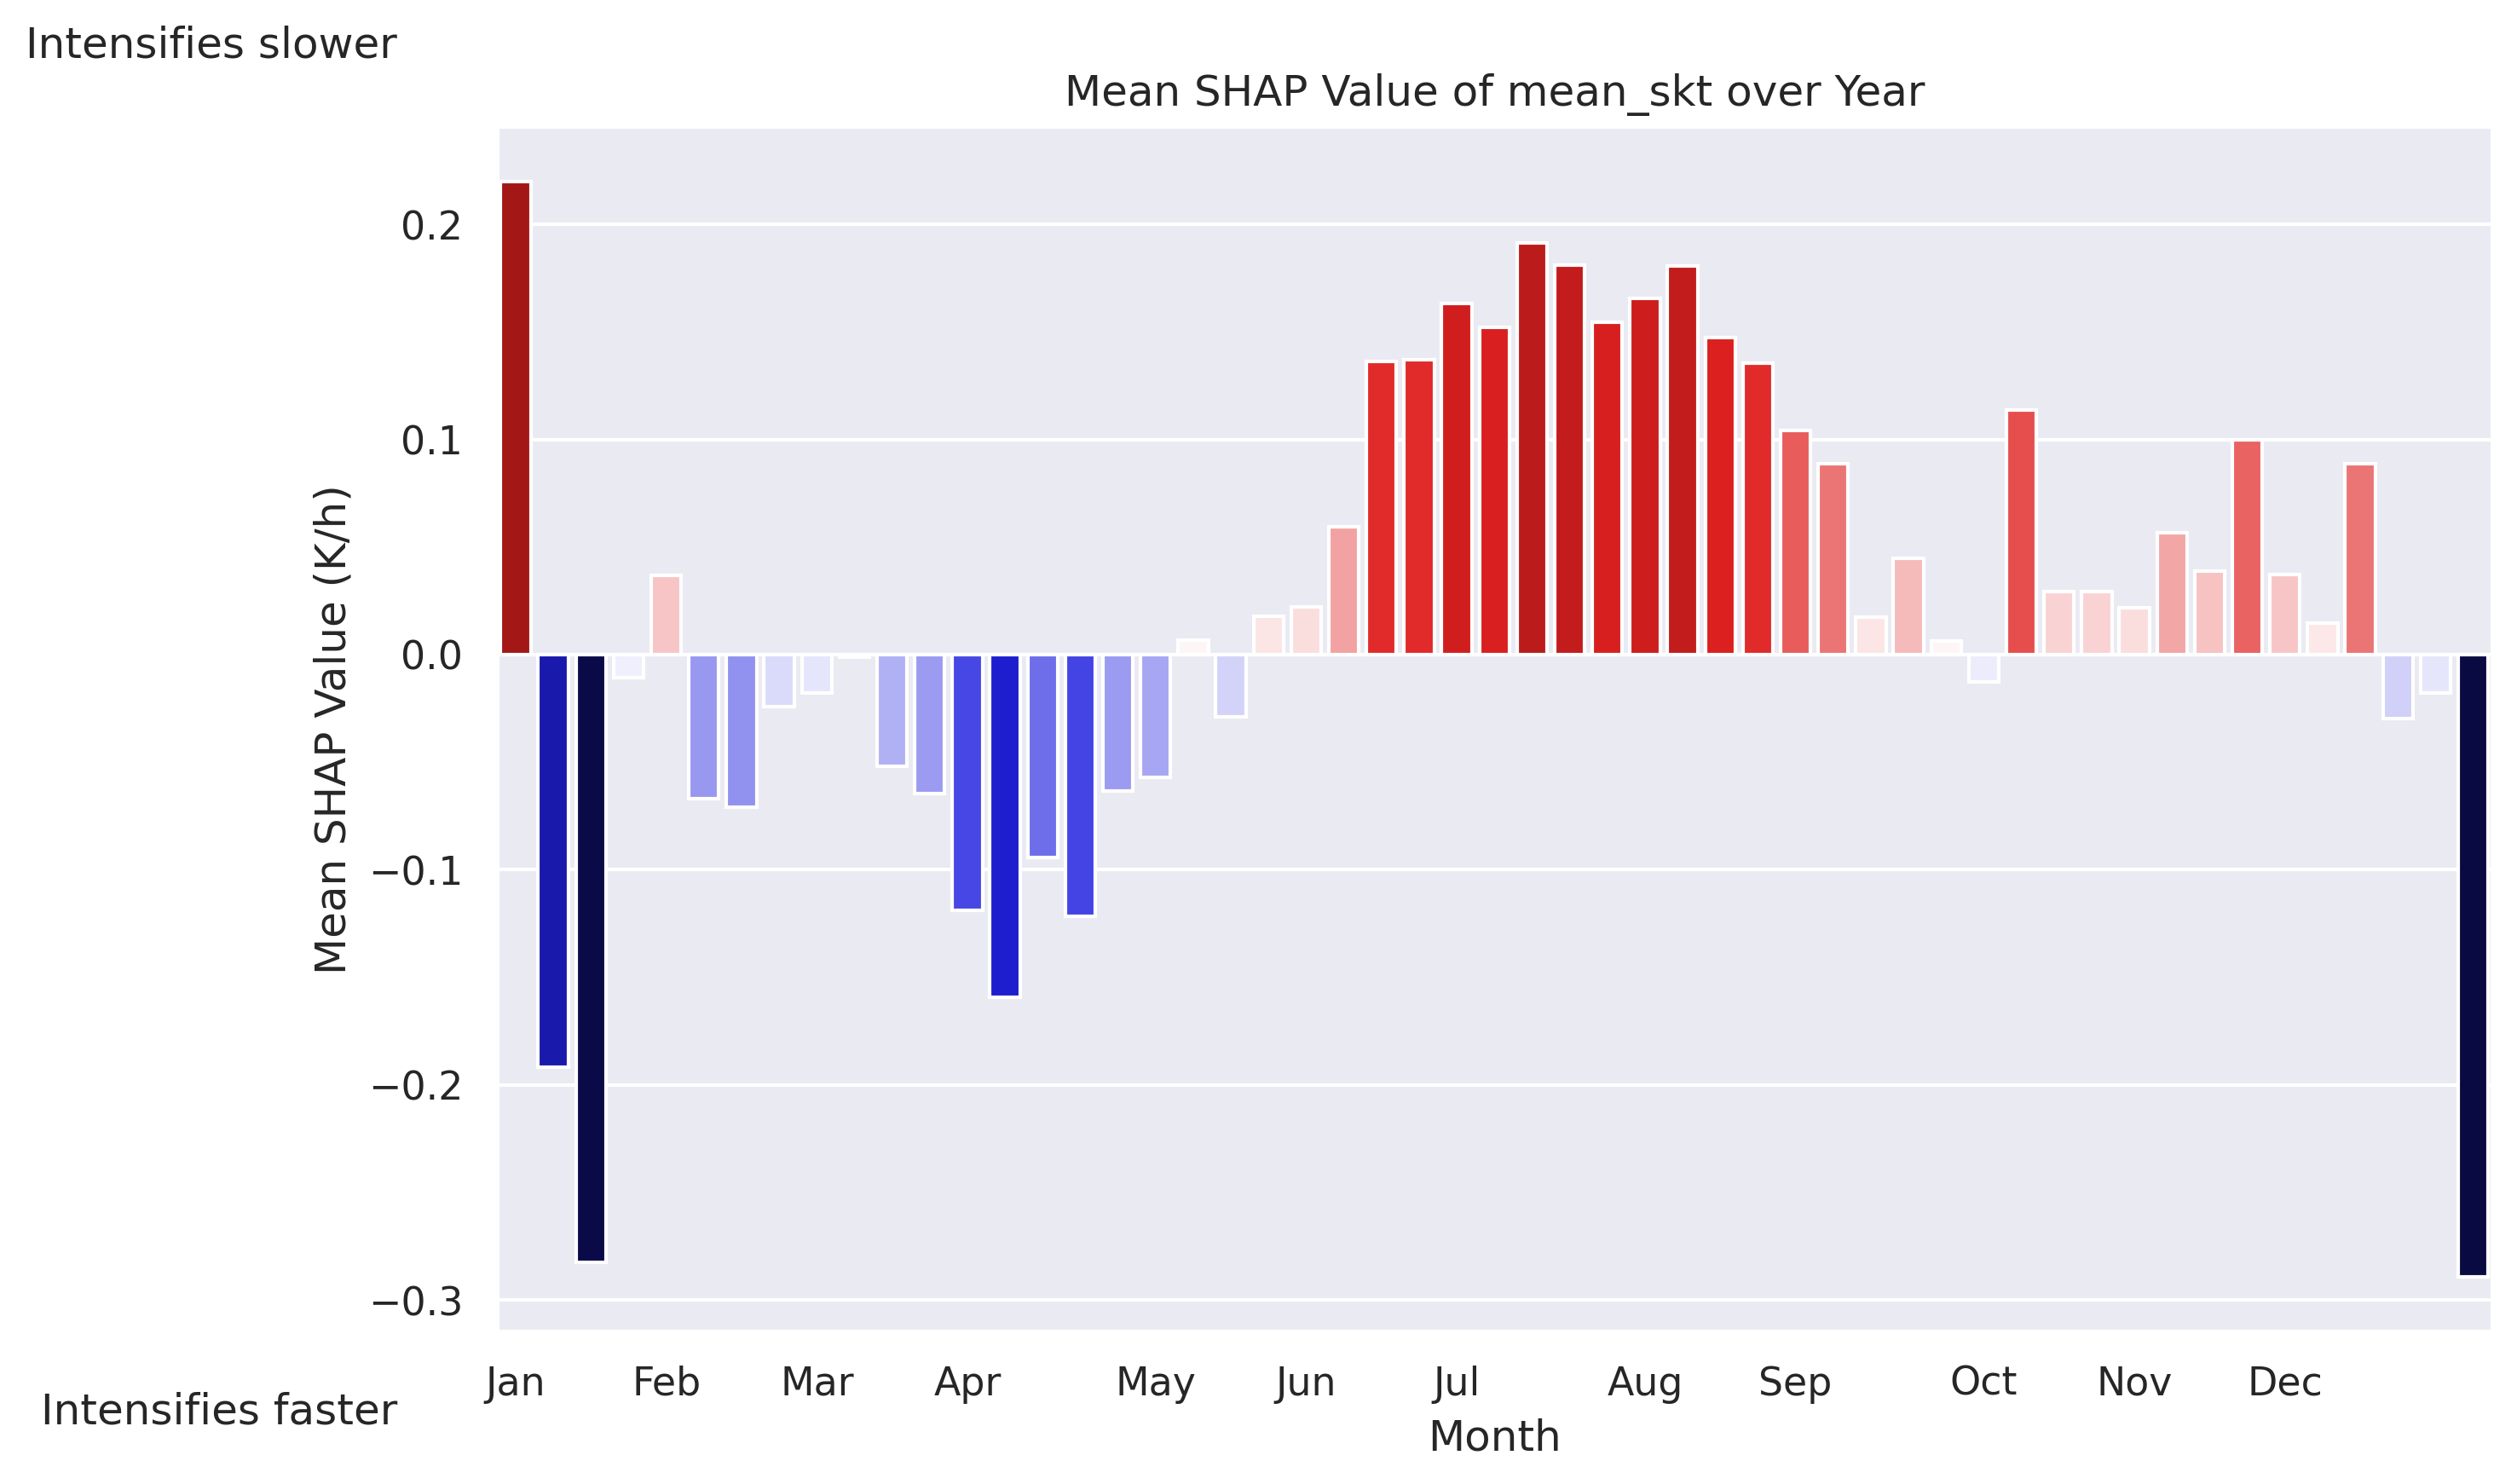 Intensifies slower
Mean SHAP Value of mean_skt over Year
Mean SHAP Value (K/h)
0.2
0.1
0.0
−0.1
−0.2
−0.3
Jan Feb Mar Apr May Jun Jul Aug Sep Oct Nov Dec
Intensifies faster
Month